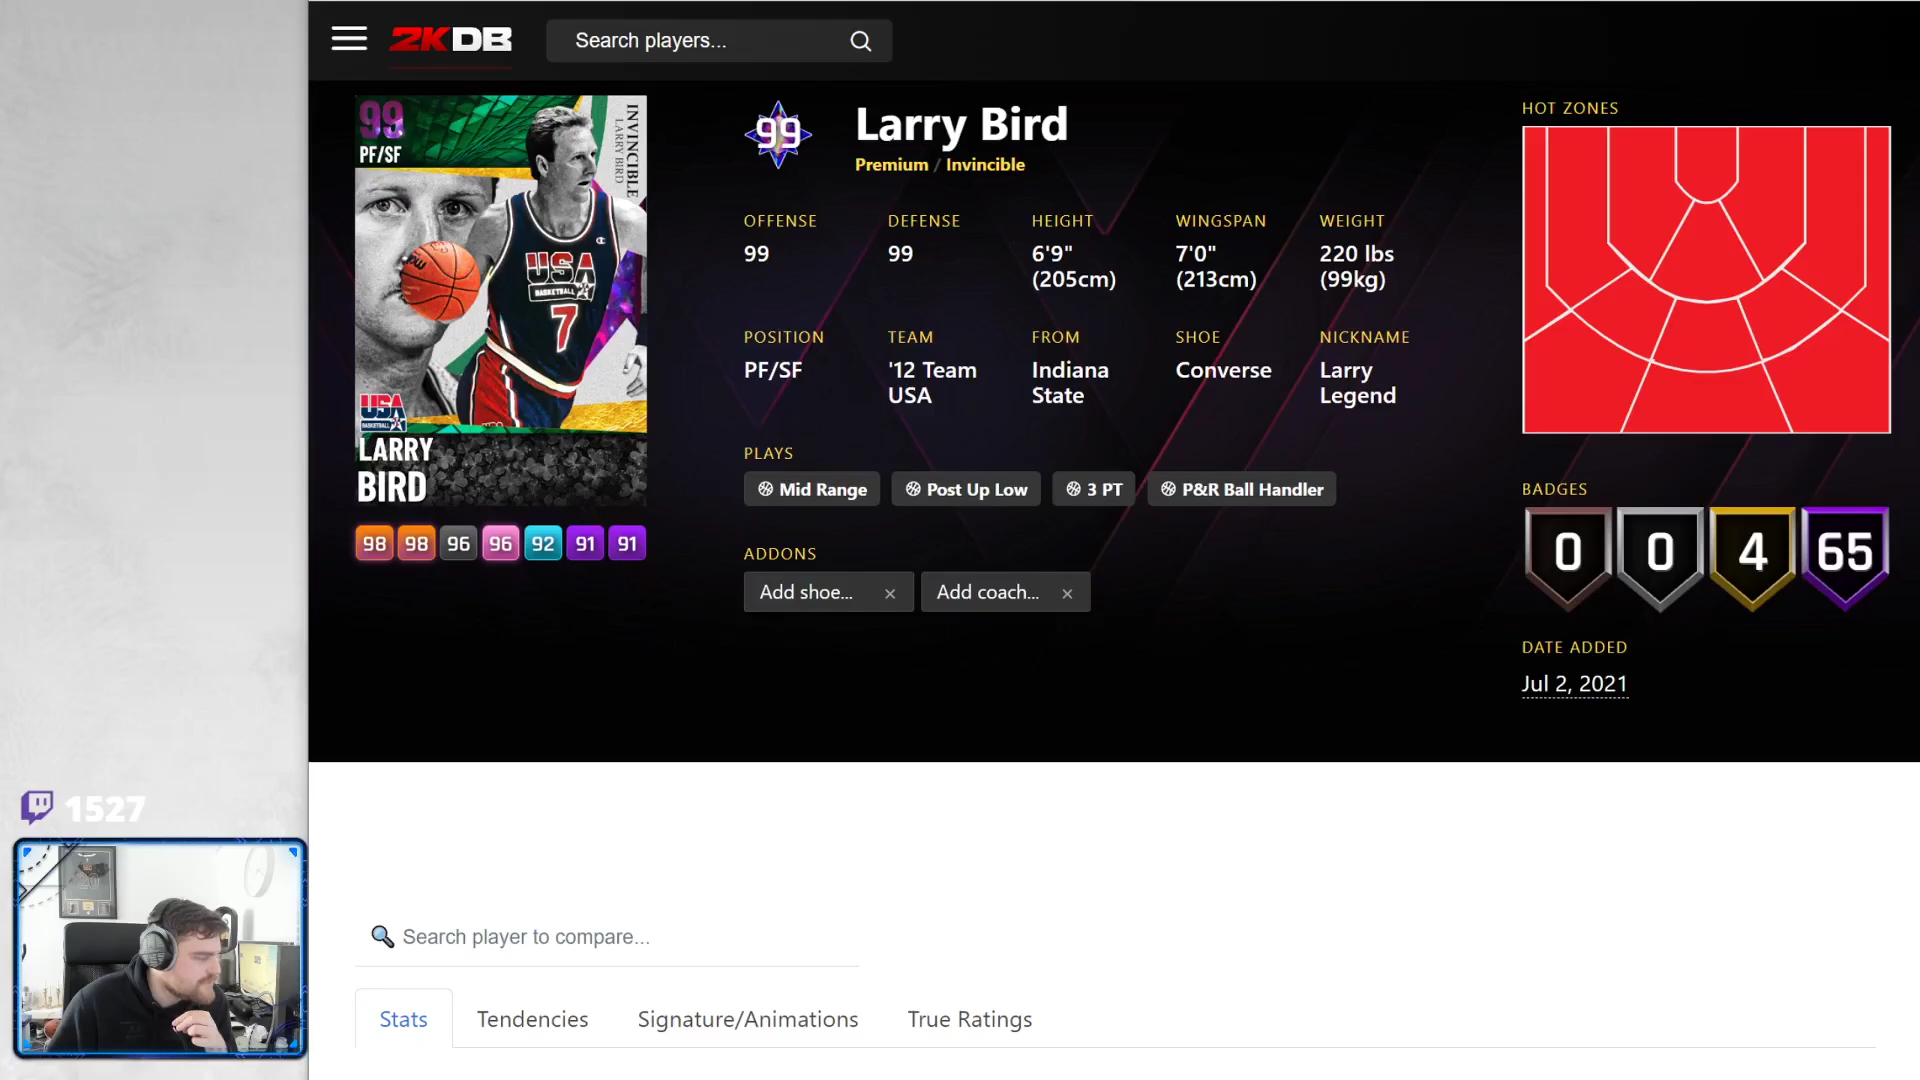 2KDB
Search players...
99
PF/SF
INVINCIBLE
LARRY BIRD
USA
BASKETBALL
7
USA
BASKETBALL
LARRY
BIRD
98 98 96 96 92 91 91
99
Larry Bird
Premium / Invincible
OFFENSE DEFENSE HEIGHT WINGSPAN WEIGHT
99 99 6'9" 7'0" 220 lbs
(205cm) (213cm) (99kg)
POSITION TEAM FROM SHOE NICKNAME
PF/SF '12 Team Indiana Converse Larry
USA State Legend
PLAYS
Mid Range Post Up Low 3 PT P&R Ball Handler
ADDONS
Add shoe... × Add coach... ×
HOT ZONES
BADGES
0 0 4 65
DATE ADDED
Jul 2, 2021
1527
Search player to compare...
Stats Tendencies Signature/Animations True Ratings